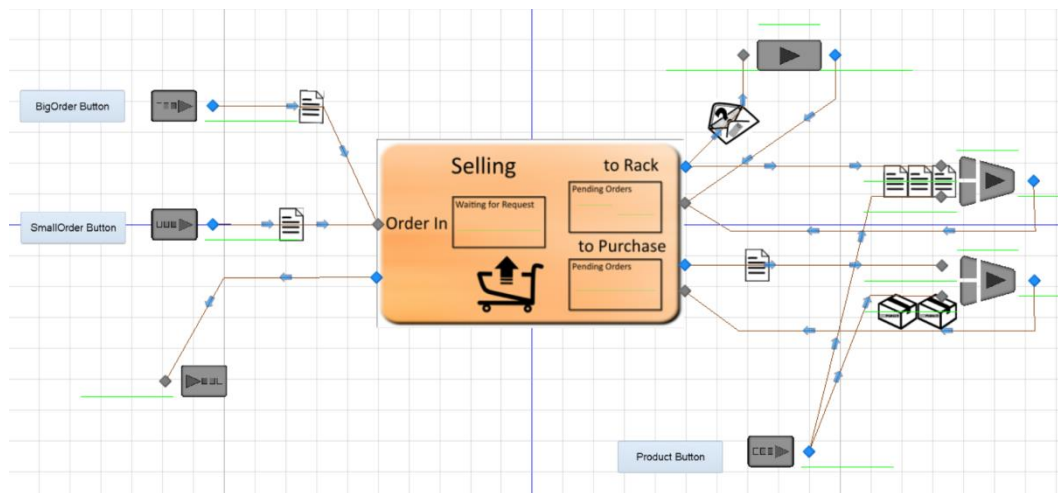 BigOrder Button
SmallOrder Button
Selling
to Rack
Pending Orders
Waiting for Request
Order In
to Purchase
Pending Orders
Product Button